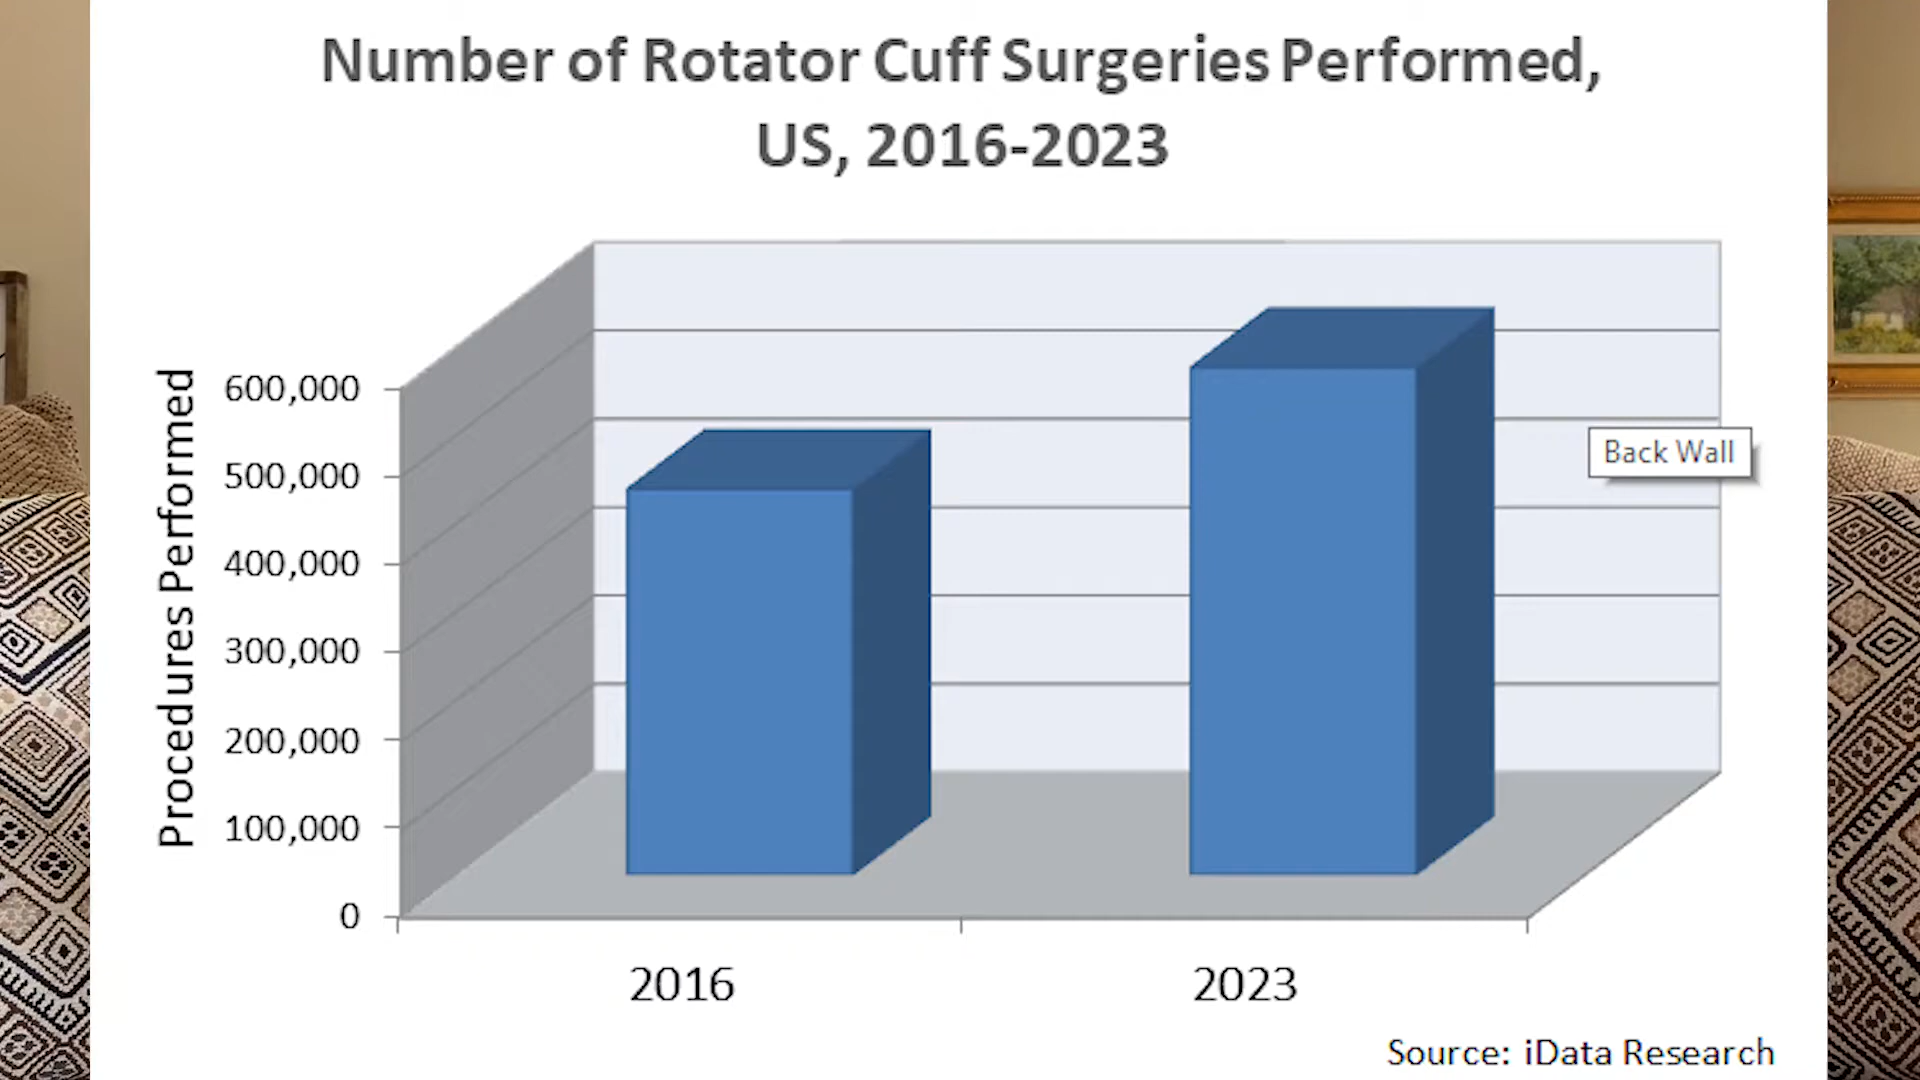 Number of Rotator Cuff Surgeries Performed,
US, 2016-2023
Procedures Performed
600,000
500,000
400,000
300,000
200,000
100,000
0
Back Wall
2016
2023
Source: iData Research